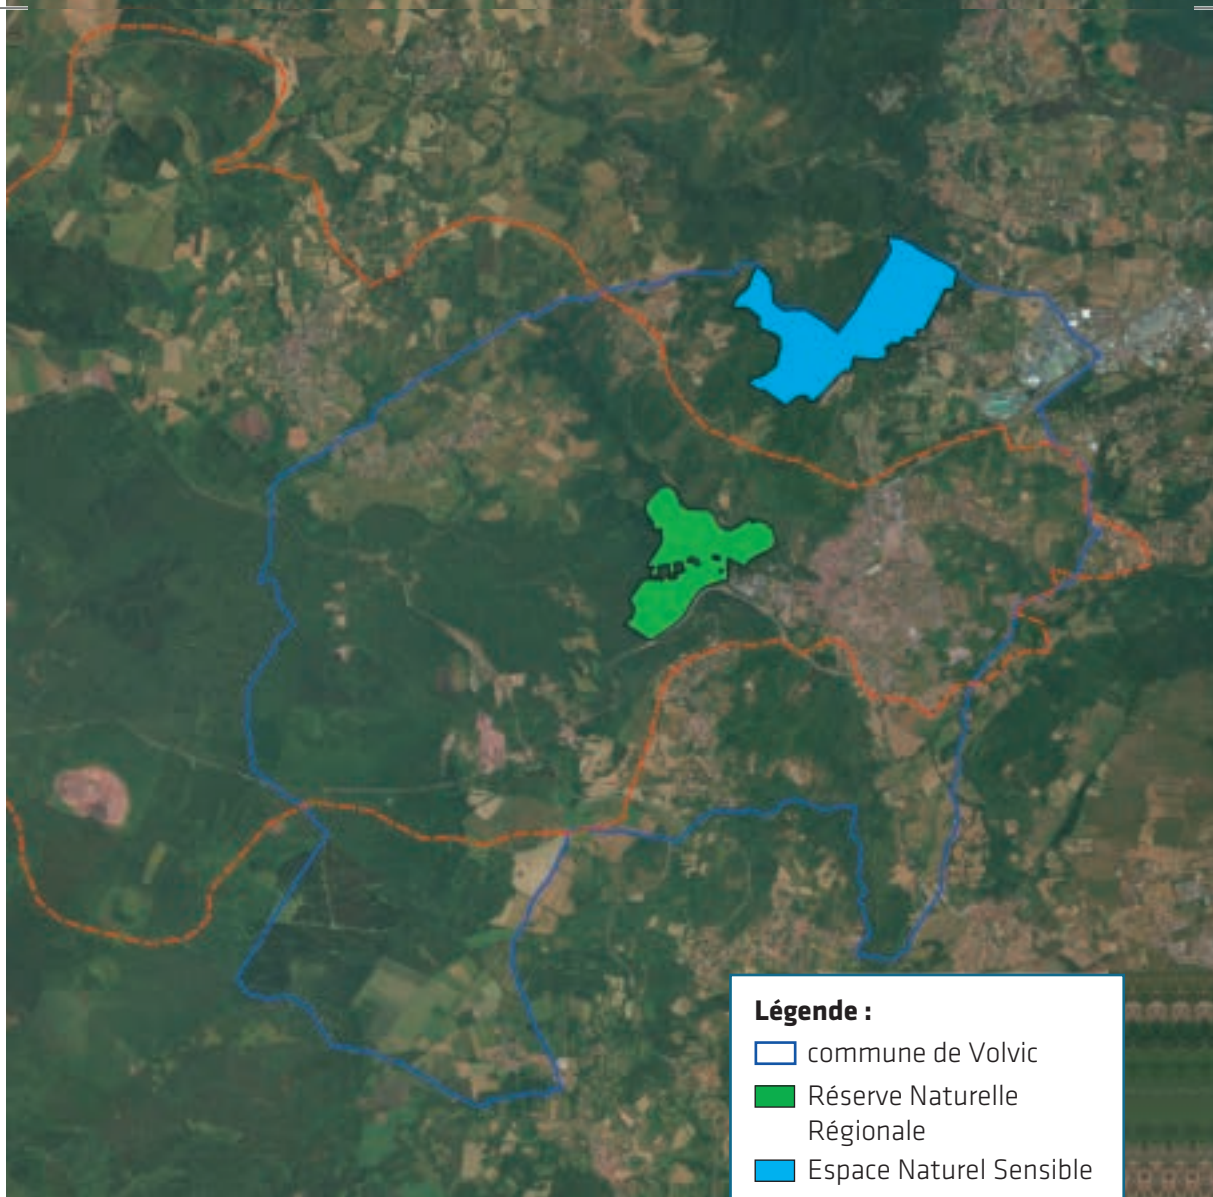 Légende :
commune de Volvic
Réserve Naturelle
Régionale
Espace Naturel Sensible